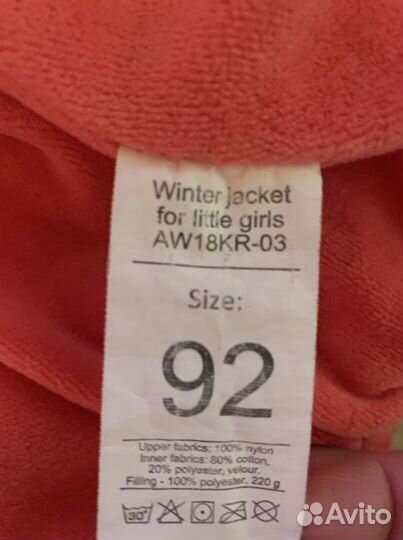 Winter jacket
for little girls
AW18KR-03
Size:
92
Upper fabrics: 100% nylon
Inner fabrics: 80% cotton,
20% polyester, velour.
Filling - 100% polyester, 220 g
30°
Avito